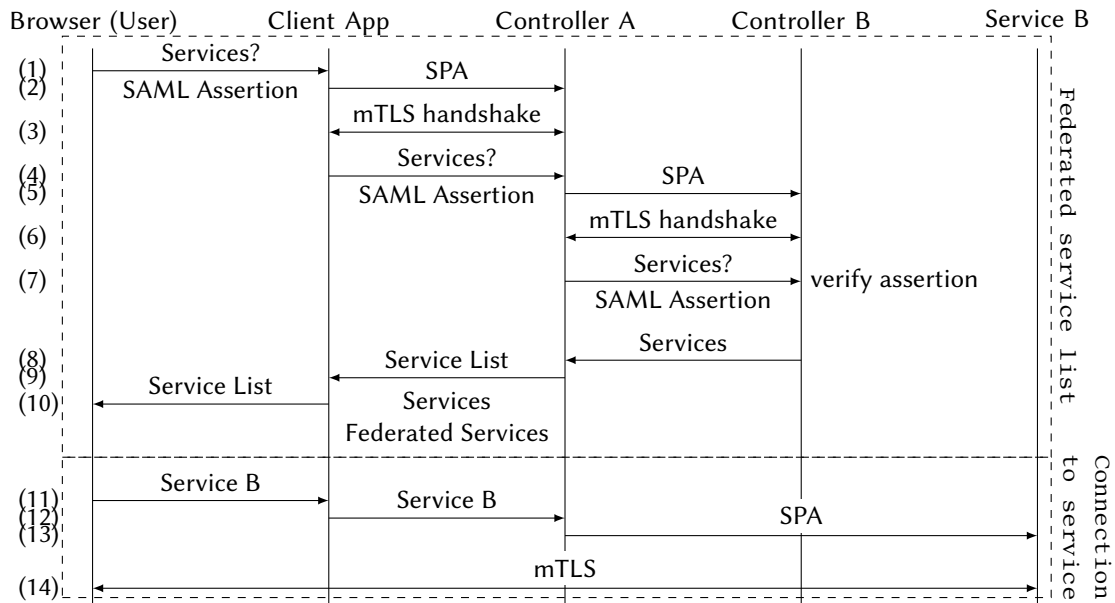 Browser (User) Client App Controller A Controller B Service B
(1) Services?
SAML Assertion
(2) SPA
(3) mTLS handshake
(4) Services?
SAML Assertion
(5) SPA
(6) mTLS handshake
(7) Services? verify assertion
SAML Assertion
(8) Services
(9) Service List
(10) Service List
Services
Federated Services
Federated service list
(11) Service B
(12) Service B
(13) SPA
(14) mTLS
Connection
to service